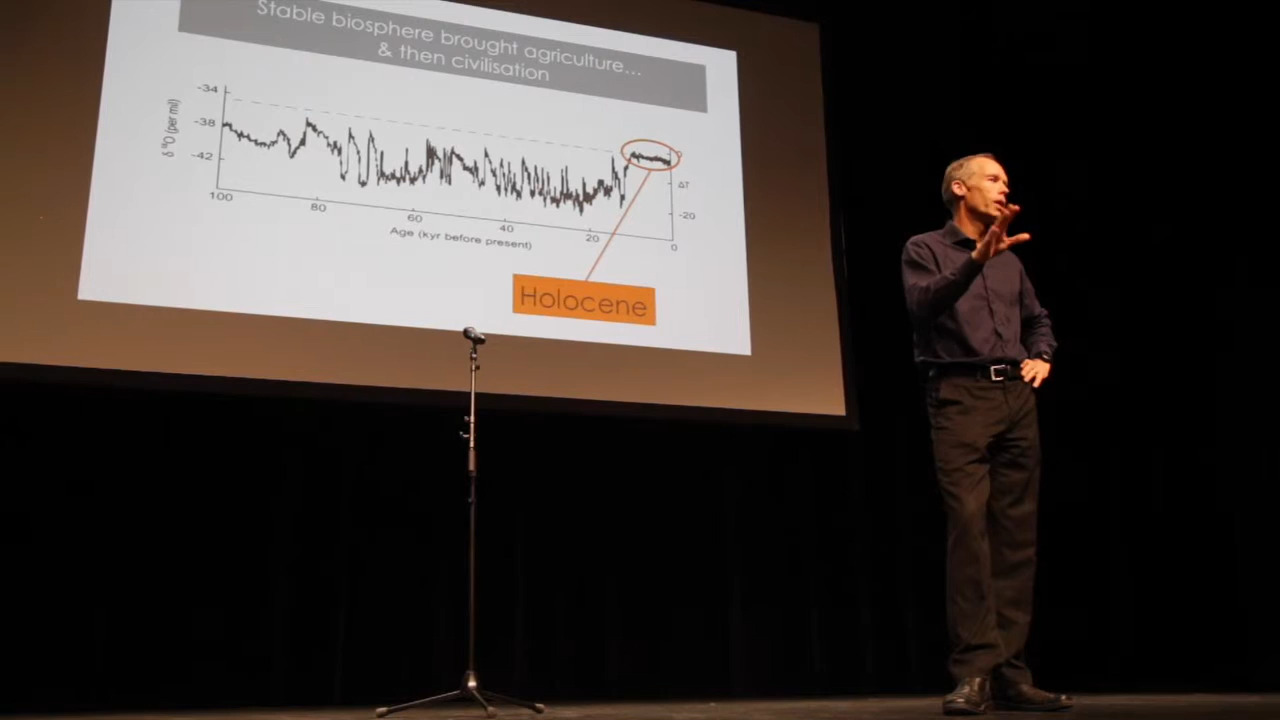 Stable biosphere brought agriculture…
& then civilisation
-34
-38
-42
δ ¹⁸O (per mil)
0
ΔT
-20
100
80
60
40
20
0
Age (kyr before present)
Holocene